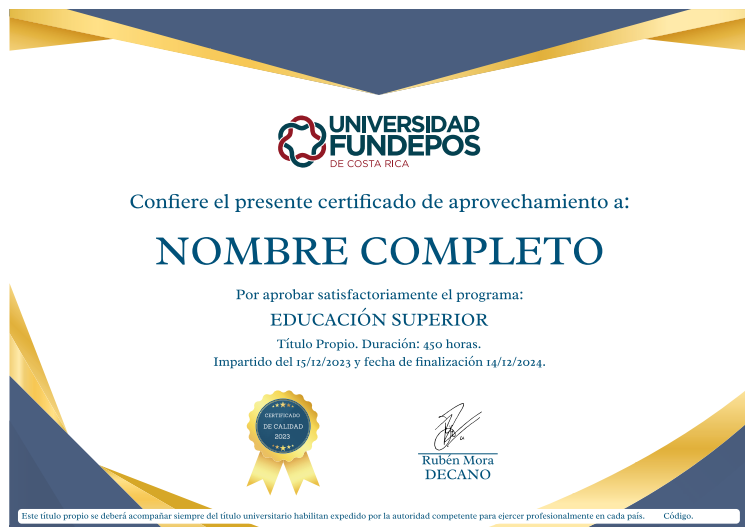 UNIVERSIDAD
FUNDEPOS
DE COSTA RICA
Confiere el presente certificado de aprovechamiento a:
NOMBRE COMPLETO
Por aprobar satisfactoriamente el programa:
EDUCACIÓN SUPERIOR
Título Propio. Duración: 450 horas.
Impartido del 15/12/2023 y fecha de finalización 14/12/2024.
CERTIFICADO
DE CALIDAD
2023
Rubén Mora
DECANO
Este título propio se deberá acompañar siempre del título universitario habilitan expedido por la autoridad competente para ejercer profesionalmente en cada país. Código.